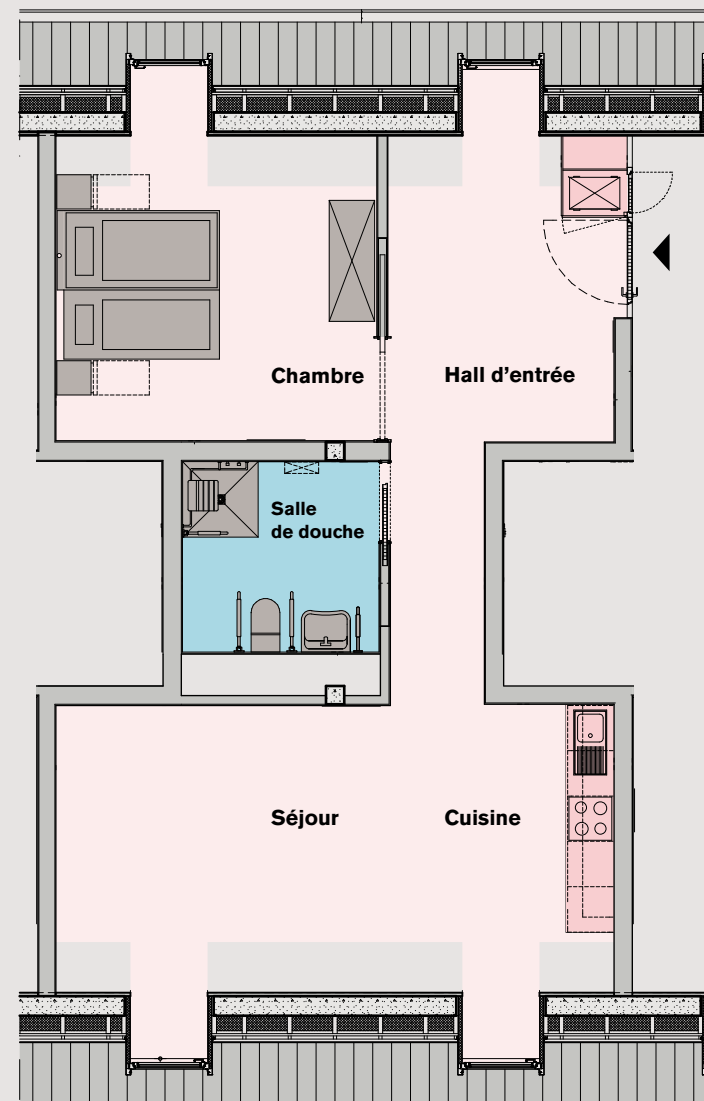 Chambre
Hall d’entrée
Salle
de douche
Séjour
Cuisine